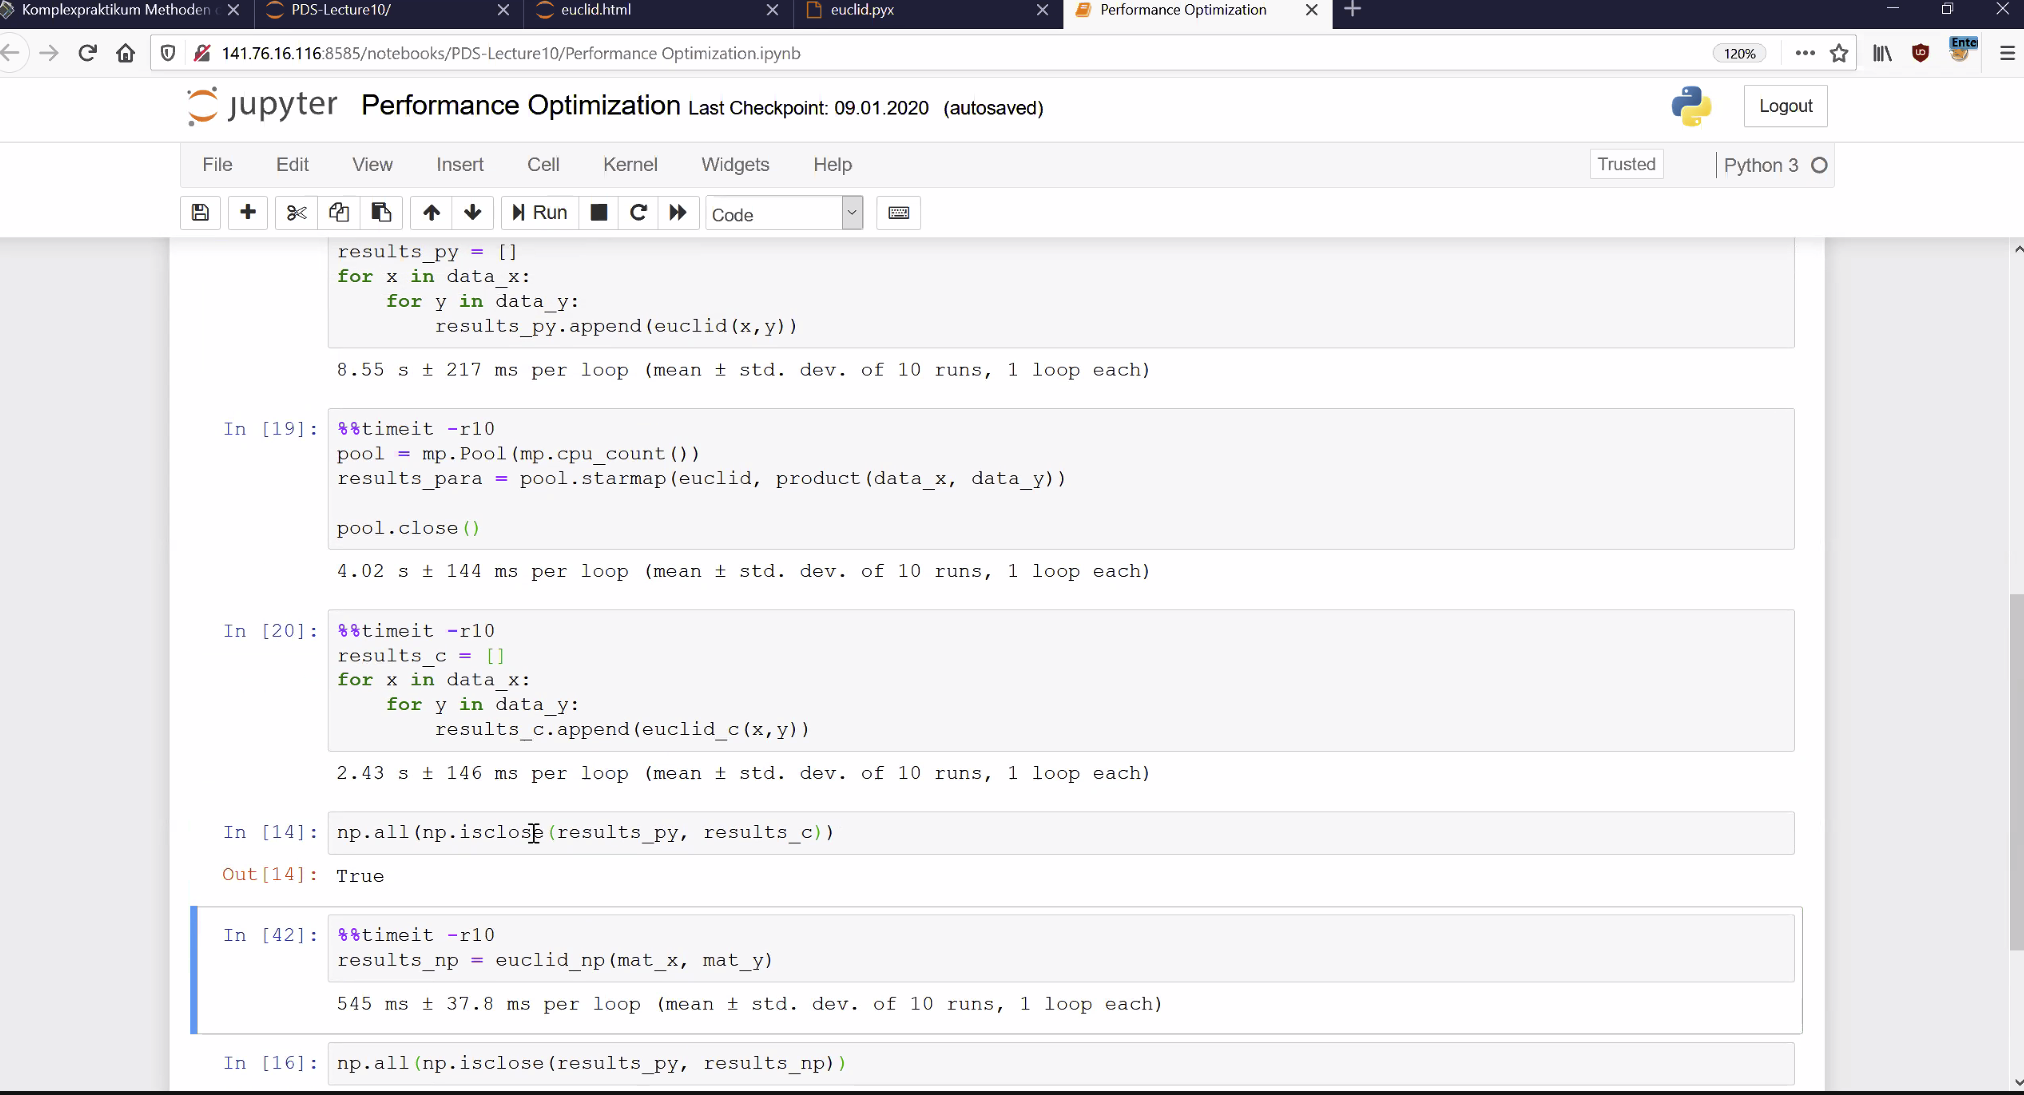 Komplexpraktikum Methoden
PDS-Lecture10/
euclid.html
euclid.pyx
Performance Optimization
141.76.16.116:8585/notebooks/PDS-Lecture10/Performance Optimization.ipynb
120%
jupyter Performance Optimization Last Checkpoint: 09.01.2020 (autosaved)
Logout
File Edit View Insert Cell Kernel Widgets Help
Trusted
Python 3
Run
Code
results_py = []
for x in data_x:
    for y in data_y:
        results_py.append(euclid(x,y))
8.55 s ± 217 ms per loop (mean ± std. dev. of 10 runs, 1 loop each)
In [19]: %%timeit -r10
pool = mp.Pool(mp.cpu_count())
results_para = pool.starmap(euclid, product(data_x, data_y))
pool.close()
4.02 s ± 144 ms per loop (mean ± std. dev. of 10 runs, 1 loop each)
In [20]: %%timeit -r10
results_c = []
for x in data_x:
    for y in data_y:
        results_c.append(euclid_c(x,y))
2.43 s ± 146 ms per loop (mean ± std. dev. of 10 runs, 1 loop each)
In [14]: np.all(np.isclose(results_py, results_c))
Out[14]: True
In [42]: %%timeit -r10
results_np = euclid_np(mat_x, mat_y)
545 ms ± 37.8 ms per loop (mean ± std. dev. of 10 runs, 1 loop each)
In [16]: np.all(np.isclose(results_py, results_np))